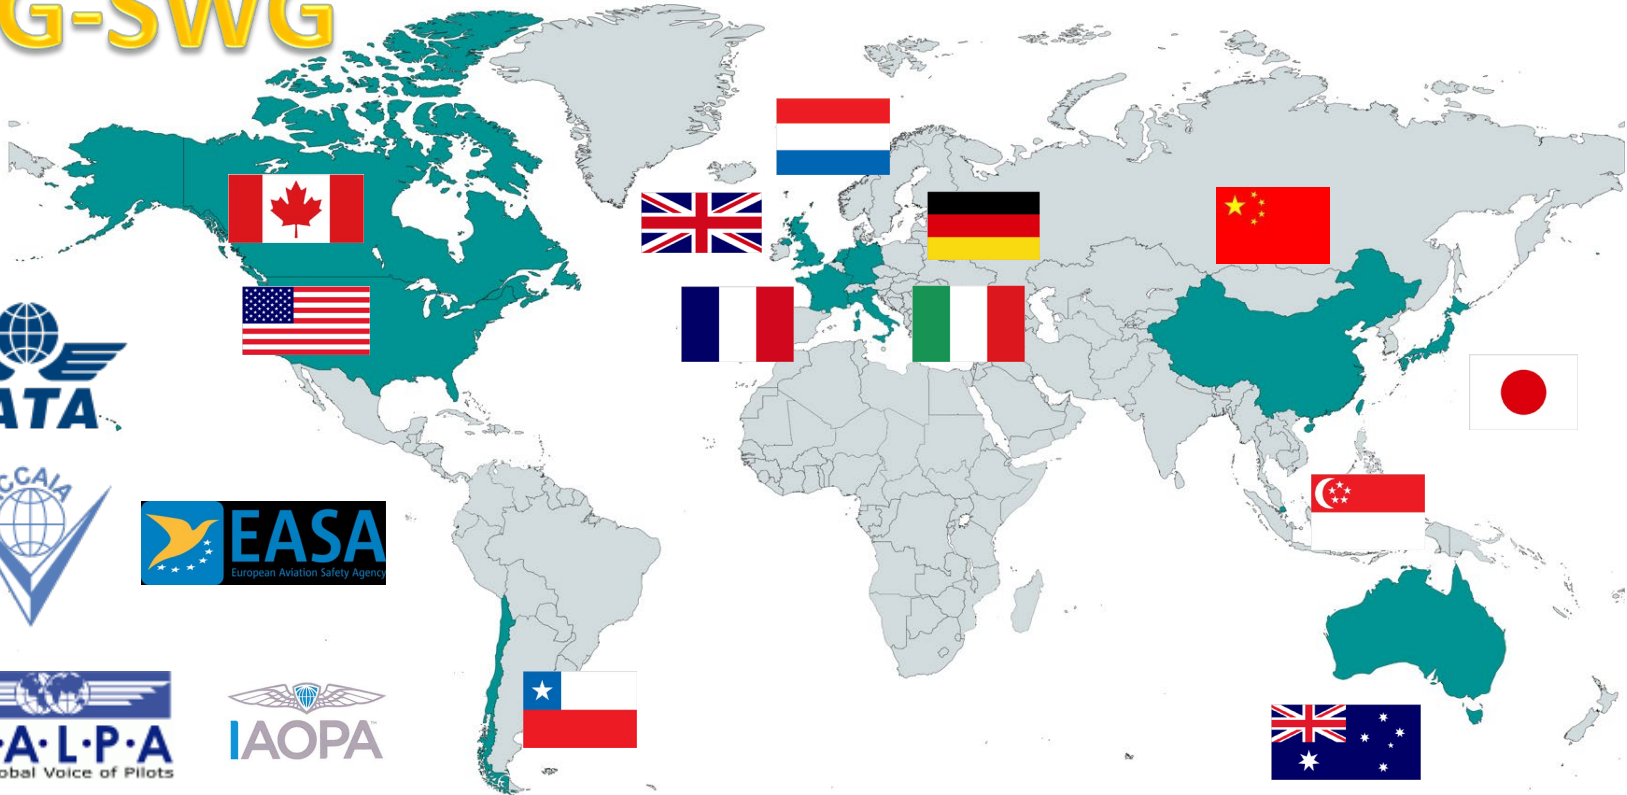 G-SWG
ATA
CCAIA
EASA
European Aviation Safety Agency
·A·L·P·A
obal Voice of Pilots
IAOPA